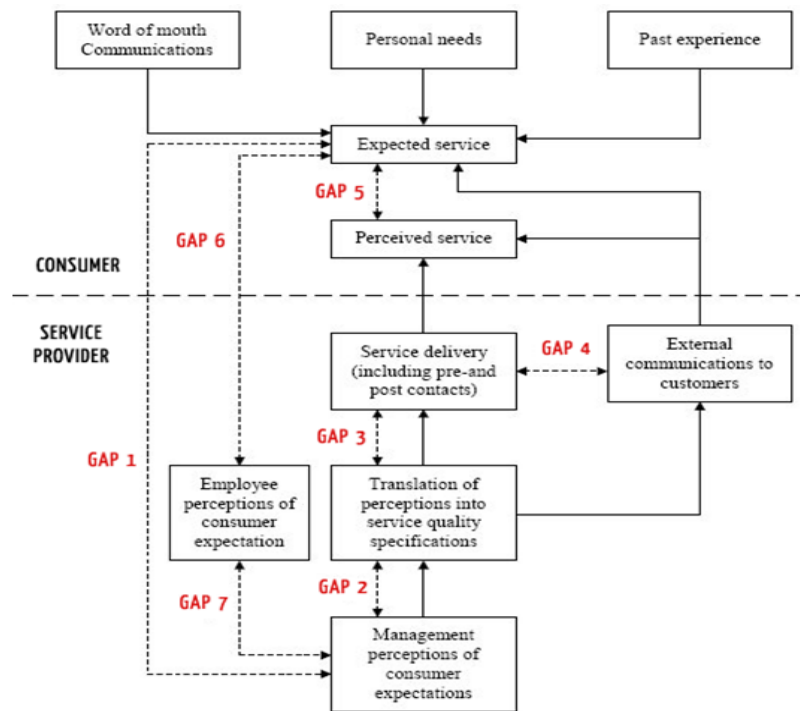 Word of mouth
Communications
Personal needs
Past experience
Expected service
GAP 5
GAP 6
Perceived service
CONSUMER
SERVICE
PROVIDER
Service delivery
(including pre-and
post contacts)
GAP 4
External
communications to
customers
GAP 3
GAP 1
Employee
perceptions of
consumer
expectation
Translation of
perceptions into
service quality
specifications
GAP 2
GAP 7
Management
perceptions of
consumer
expectations